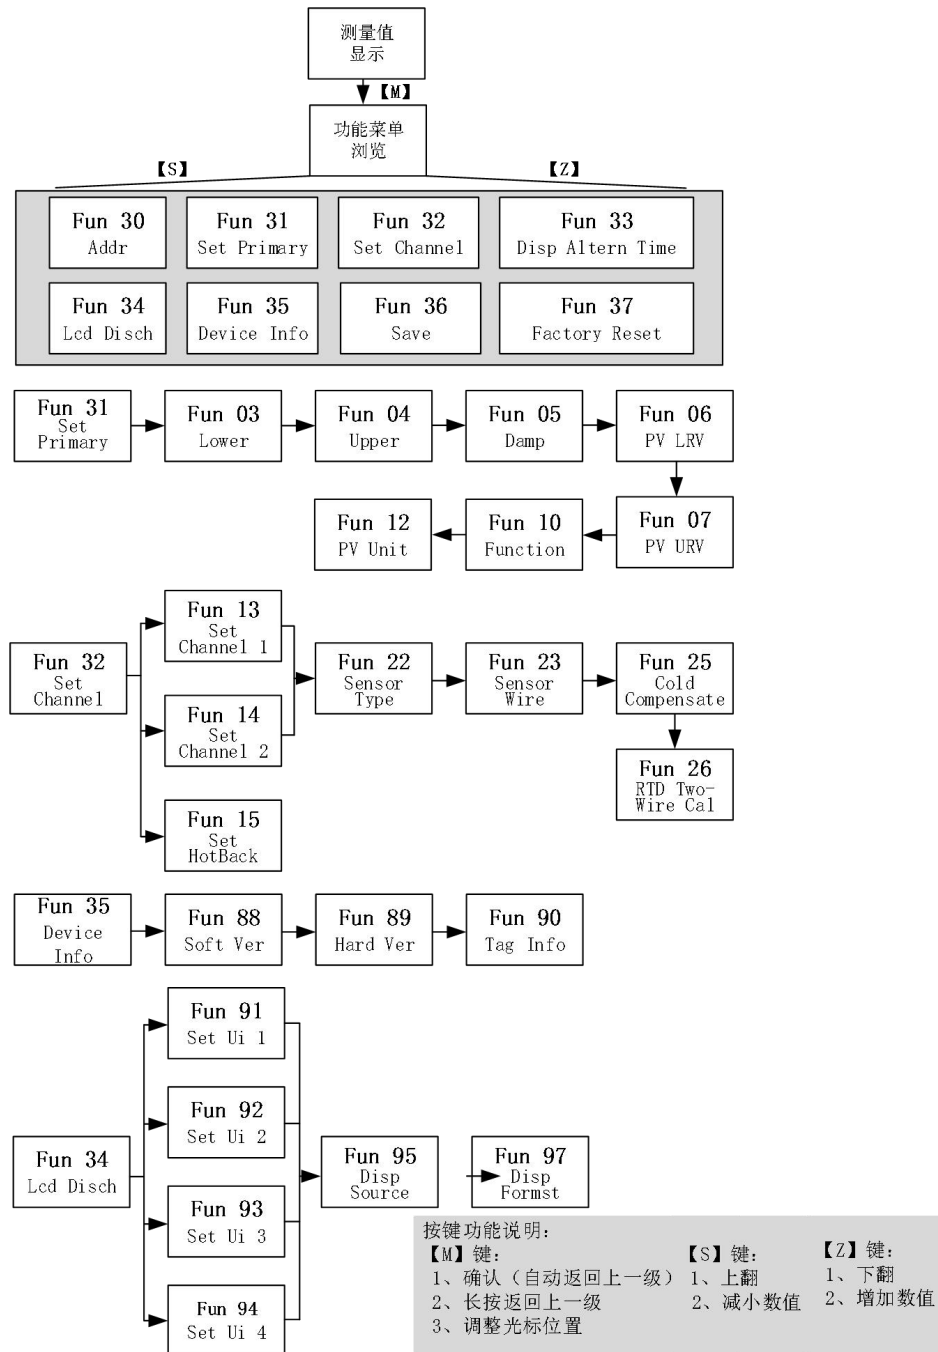 测量值
显示
【M】
功能菜单
浏览
【S】
【Z】
Fun 30
Addr
Fun 31
Set Primary
Fun 32
Set Channel
Fun 33
Disp Altern Time
Fun 34
Lcd Disch
Fun 35
Device Info
Fun 36
Save
Fun 37
Factory Reset
Fun 31
Set
Primary
Fun 03
Lower
Fun 04
Upper
Fun 05
Damp
Fun 06
PV LRV
Fun 12
PV Unit
Fun 10
Function
Fun 07
PV URV
Fun 32
Set
Channel
Fun 13
Set
Channel 1
Fun 14
Set
Channel 2
Fun 15
Set
HotBack
Fun 22
Sensor
Type
Fun 23
Sensor
Wire
Fun 25
Cold
Compensate
Fun 26
RTD Two-
Wire Cal
Fun 35
Device
Info
Fun 88
Soft Ver
Fun 89
Hard Ver
Fun 90
Tag Info
Fun 34
Lcd Disch
Fun 91
Set Ui 1
Fun 92
Set Ui 2
Fun 93
Set Ui 3
Fun 94
Set Ui 4
Fun 95
Disp
Source
Fun 97
Disp
Formst
按键功能说明:
【M】键:
1、确认（自动返回上一级）
2、长按返回上一级
3、调整光标位置
【S】键:
1、上翻
2、减小数值
【Z】键:
1、下翻
2、增加数值